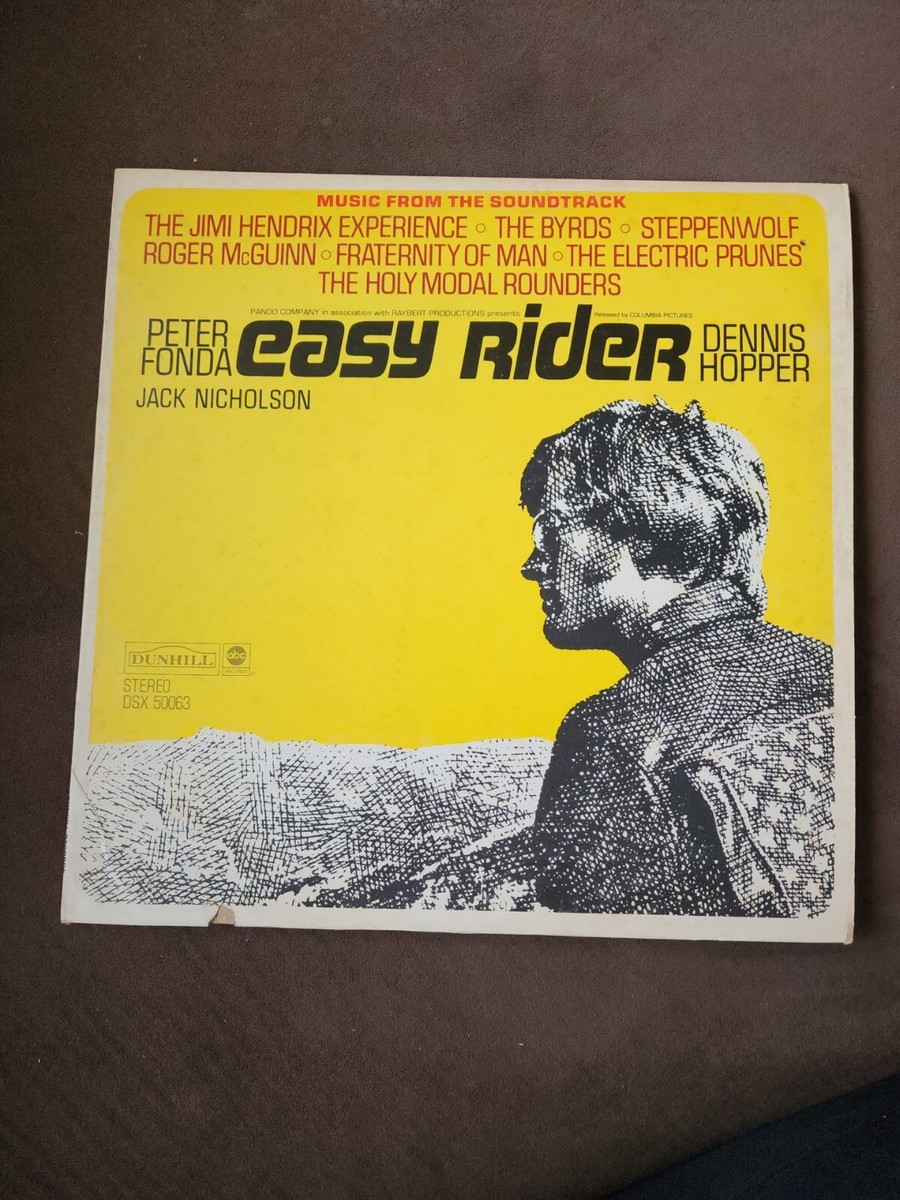 MUSIC FROM THE SOUNDTRACK
THE JIMI HENDRIX EXPERIENCE ○ THE BYRDS ○ STEPPENWOLF
ROGER McGUINN ○ FRATERNITY OF MAN ○ THE ELECTRIC PRUNES
THE HOLY MODAL ROUNDERS
PANDO COMPANY in association with RAYBERT PRODUCTIONS presents
Released by COLUMBIA PICTURES
PETER
FONDA
easy Rider
DENNIS
HOPPER
JACK NICHOLSON
DUNHILL
abc
RECORDS
STEREO
DSX 50063